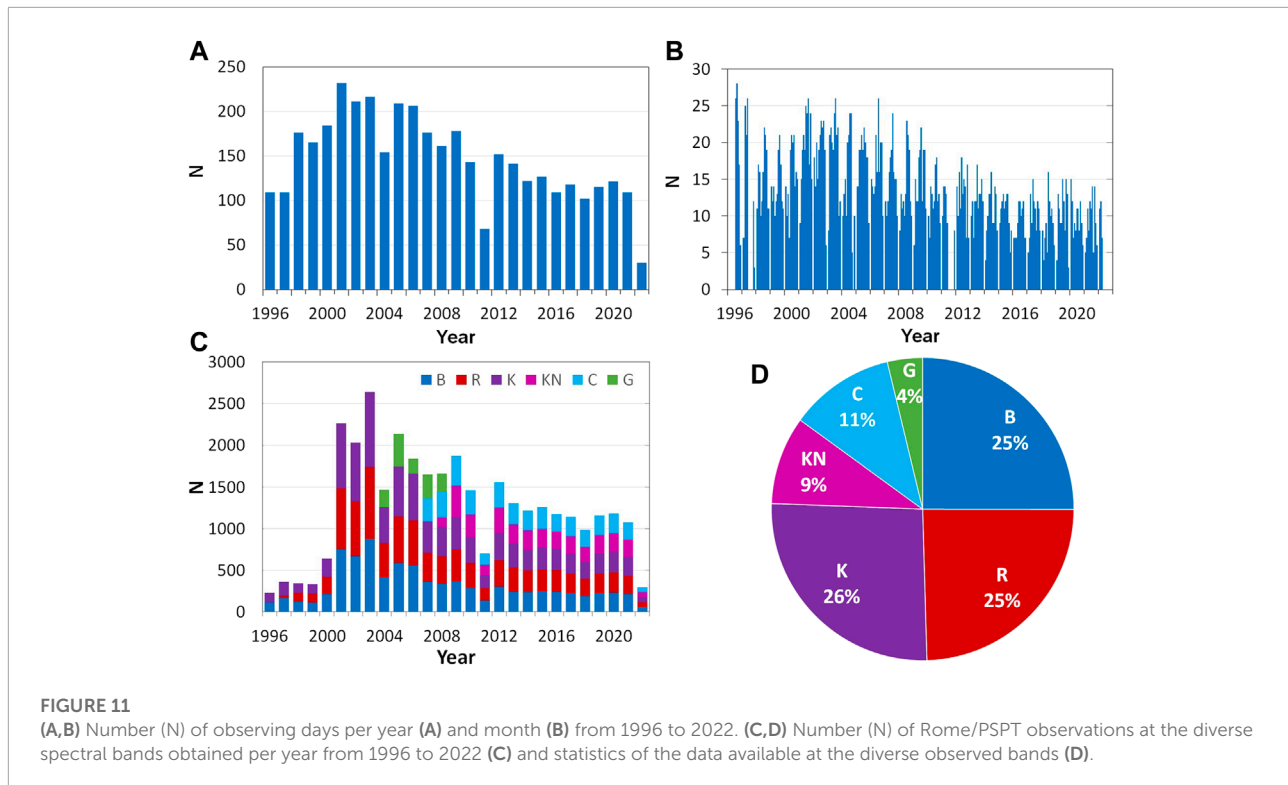 A
250
200
150
100
50
0
N
1996 2000 2004 2008 2012 2016 2020
Year
B
30
25
20
15
10
5
0
N
1996 2000 2004 2008 2012 2016 2020
Year
C
3000
2500
2000
1500
1000
500
0
N
B R K KN C G
1996 2000 2004 2008 2012 2016 2020
Year
D
G
4%
C
11%
B
25%
KN
9%
K
26%
R
25%
FIGURE 11
(A,B) Number (N) of observing days per year (A) and month (B) from 1996 to 2022. (C,D) Number (N) of Rome/PSPT observations at the diverse
spectral bands obtained per year from 1996 to 2022 (C) and statistics of the data available at the diverse observed bands (D).